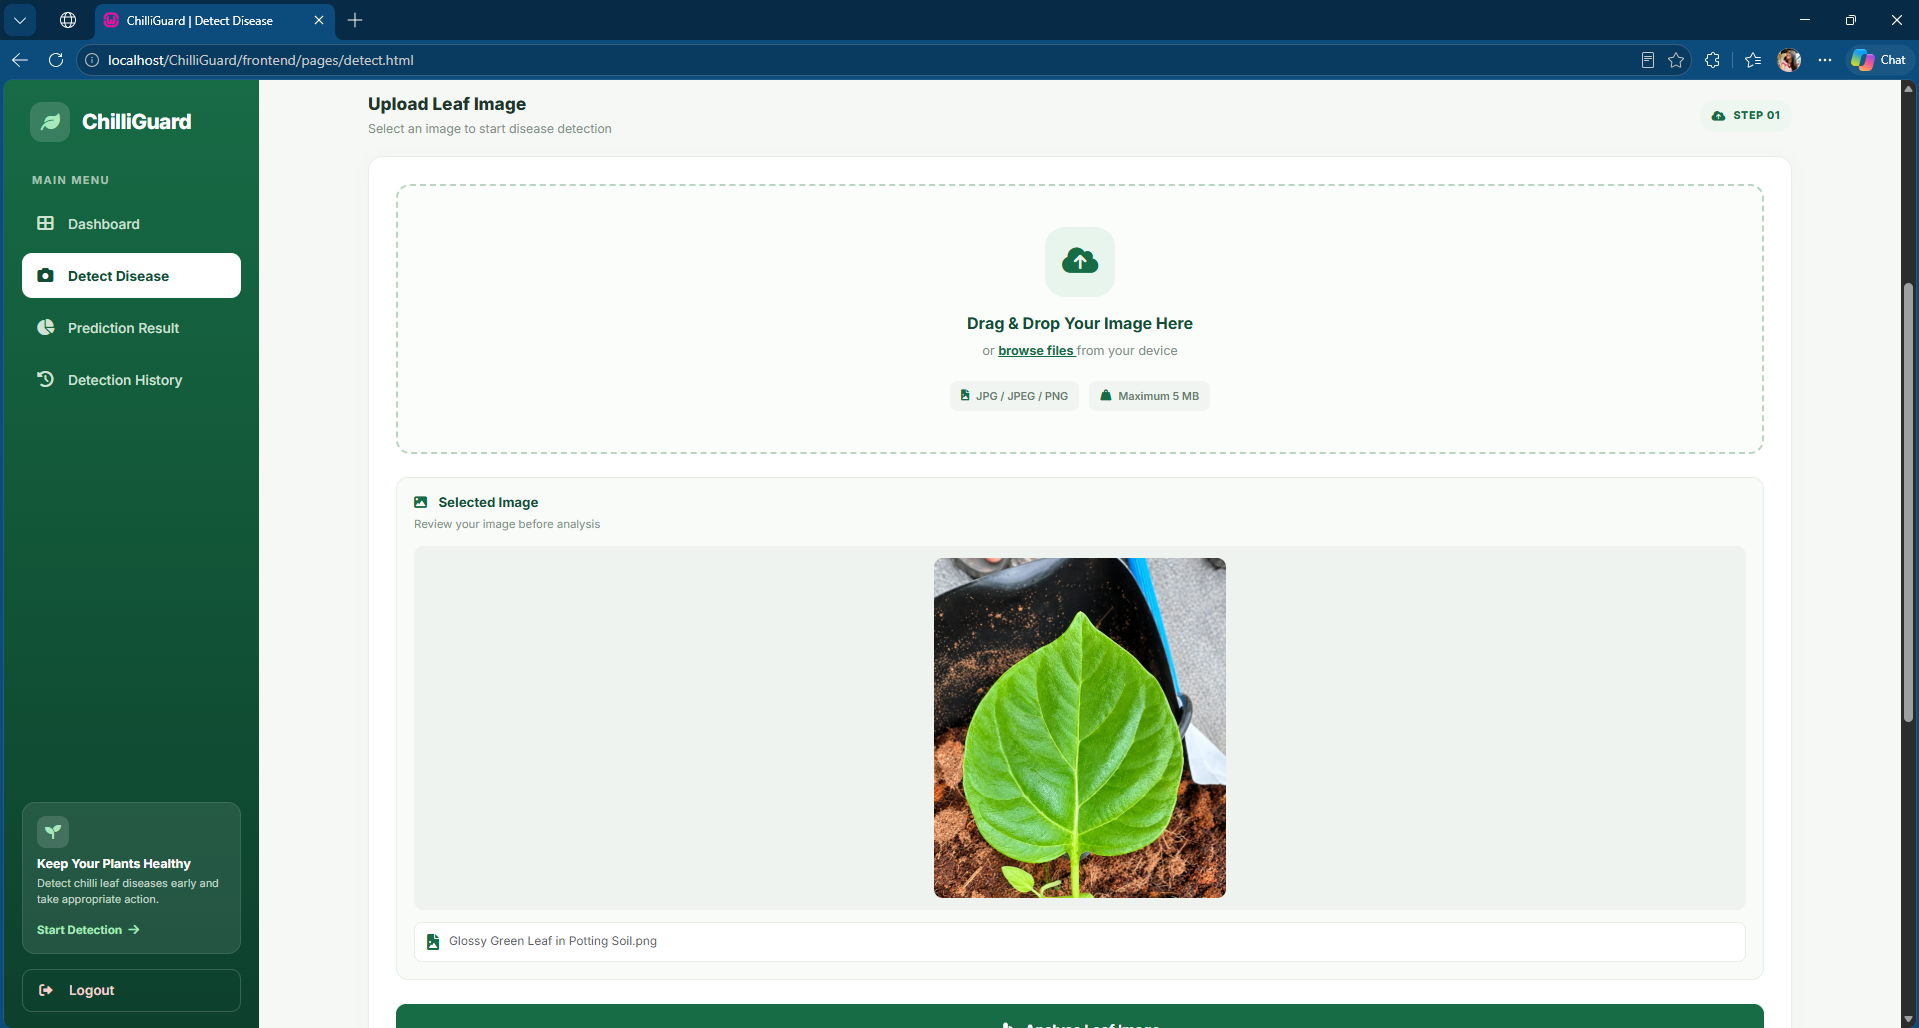 ChilliGuard | Detect Disease
localhost/ChilliGuard/frontend/pages/detect.html
Chat
ChilliGuard
MAIN MENU
Dashboard
Detect Disease
Prediction Result
Detection History
Keep Your Plants Healthy
Detect chilli leaf diseases early and
take appropriate action.
Start Detection →
Logout
Upload Leaf Image
Select an image to start disease detection
STEP 01
Drag & Drop Your Image Here
or browse files from your device
JPG / JPEG / PNG
Maximum 5 MB
Selected Image
Review your image before analysis
Glossy Green Leaf in Potting Soil.png